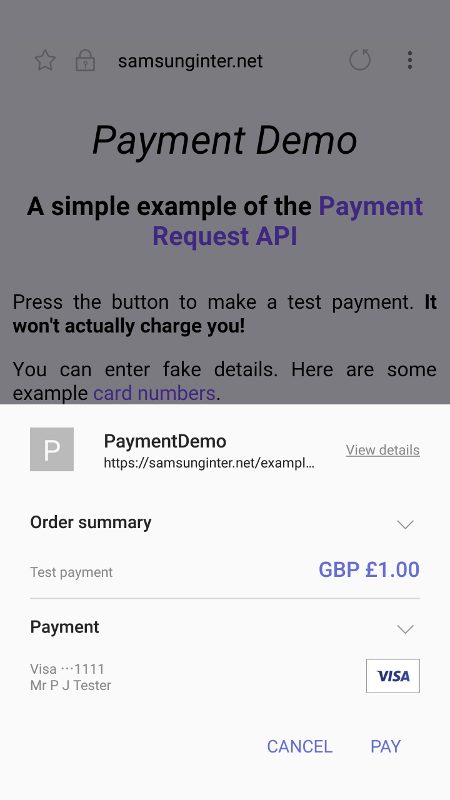 samsunginter.net
Payment Demo
A simple example of the Payment
Request API
Press the button to make a test payment. It
won't actually charge you!
You can enter fake details. Here are some
example card numbers.
P
PaymentDemo
https://samsunginter.net/exampl...
View details
Order summary
Test payment
GBP £1.00
Payment
Visa ···1111
Mr P J Tester
VISA
CANCEL
PAY